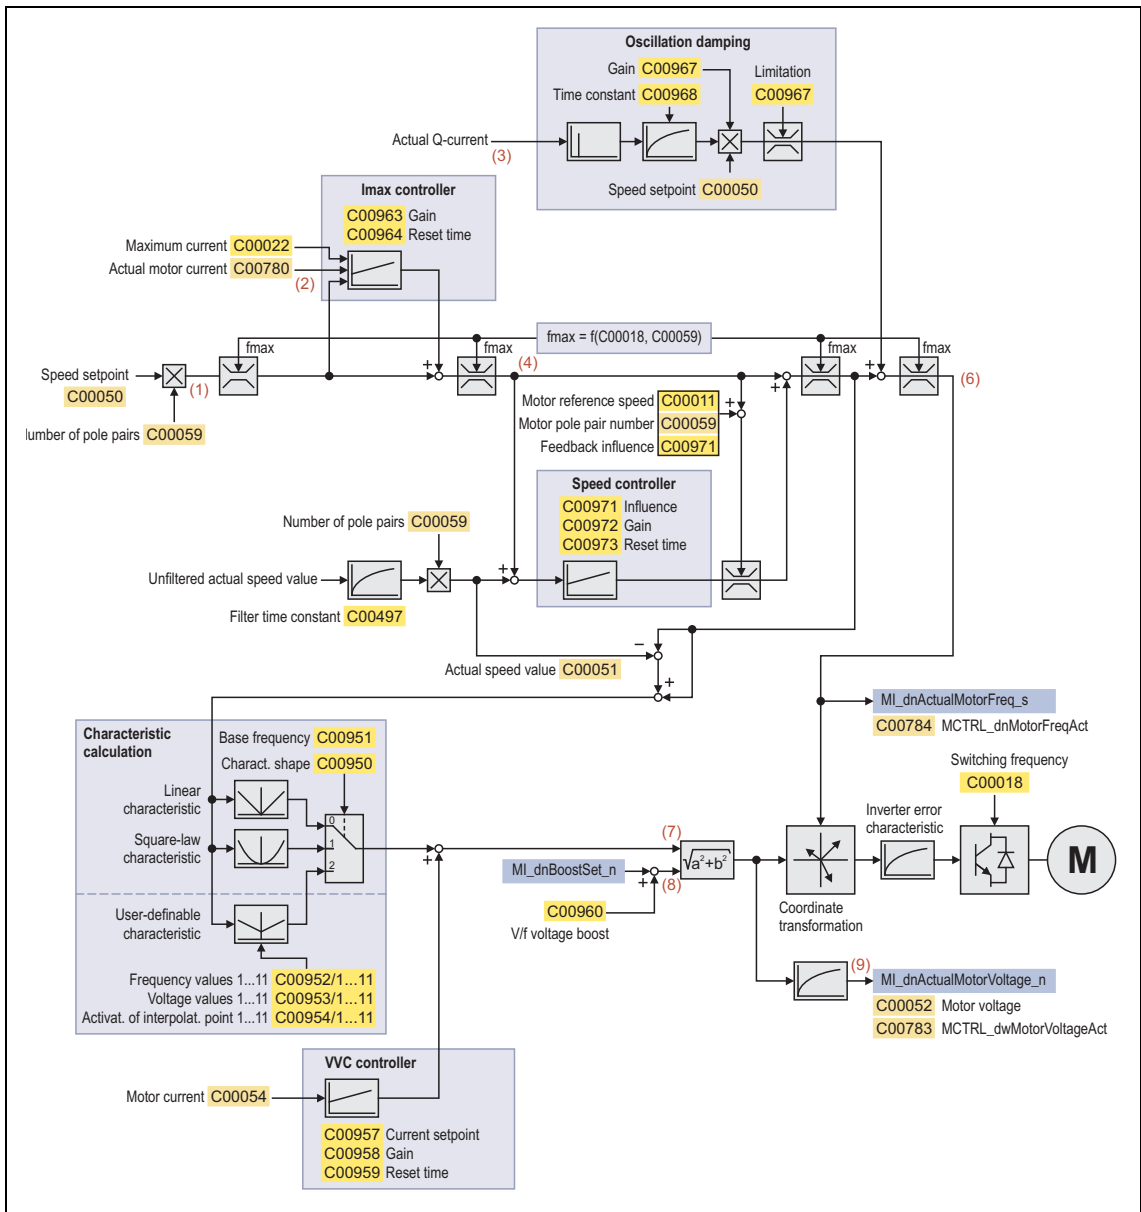 Oscillation damping
Gain C00967
Limitation
Time constant C00968
C00967
Actual Q-current
(3)
Speed setpoint C00050
Imax controller
C00963 Gain
C00964 Reset time
Maximum current C00022
Actual motor current C00780
(2)
fmax = f(C00018, C00059)
fmax
fmax
fmax
fmax
(4)
+
+
+
+
Speed setpoint
C00050
(1)
(6)
Number of pole pairs C00059
Motor reference speed C00011
+
Motor pole pair number C00059
Feedback influence C00971
Speed controller
C00971 Influence
C00972 Gain
C00973 Reset time
Number of pole pairs C00059
Unfiltered actual speed value
+
+
Filter time constant C00497
–
Actual speed value C00051
+
MI_dnActualMotorFreq_s
C00784 MCTRL_dnMotorFreqAct
Characteristic
calculation
Base frequency C00951
Charact. shape C00950
Switching frequency
C00018
Linear
characteristic
0
Inverter error
characteristic
Square-law
characteristic
1
2
+
(7)
MI_dnBoostSet_n
+
(8)
√a²+b²
M
User-definable
characteristic
C00960
V/f voltage boost
Coordinate
transformation
Frequency values 1...11 C00952/1...11
Voltage values 1...11 C00953/1...11
Activat. of interpolat. point 1...11 C00954/1...11
(9)
MI_dnActualMotorVoltage_n
C00052 Motor voltage
C00783 MCTRL_dwMotorVoltageAct
VVC controller
Motor current C00054
C00957 Current setpoint
C00958 Gain
C00959 Reset time